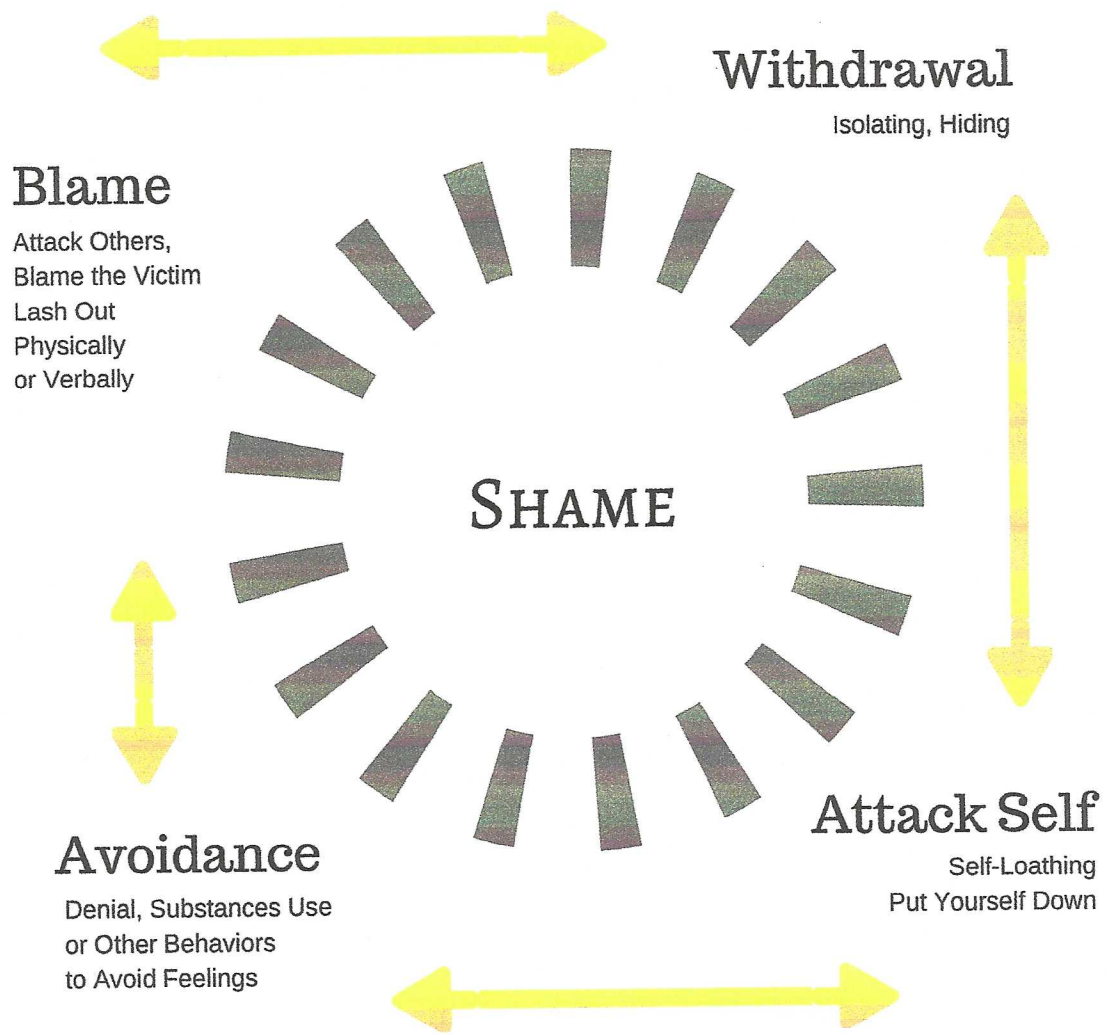 Withdrawal
Isolating, Hiding
Blame
Attack Others,
Blame the Victim
Lash Out
Physically
or Verbally
SHAME
Attack Self
Self-Loathing
Put Yourself Down
Avoidance
Denial, Substances Use
or Other Behaviors
to Avoid Feelings